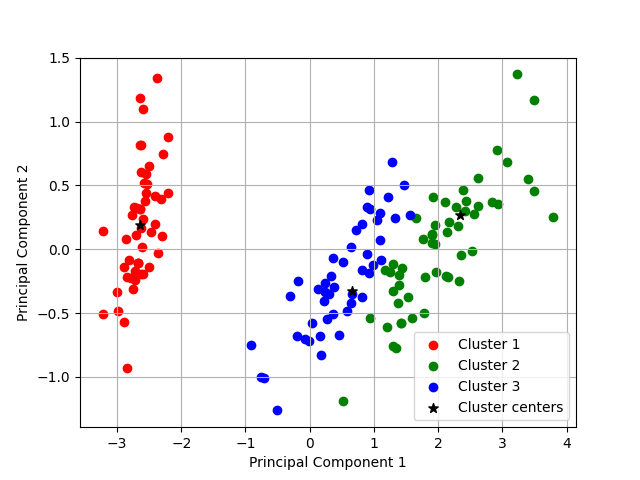 1.5
1.0
0.5
0.0
−0.5
−1.0
Principal Component 2
−3 −2 −1 0 1 2 3 4
Principal Component 1
Cluster 1
Cluster 2
Cluster 3
Cluster centers